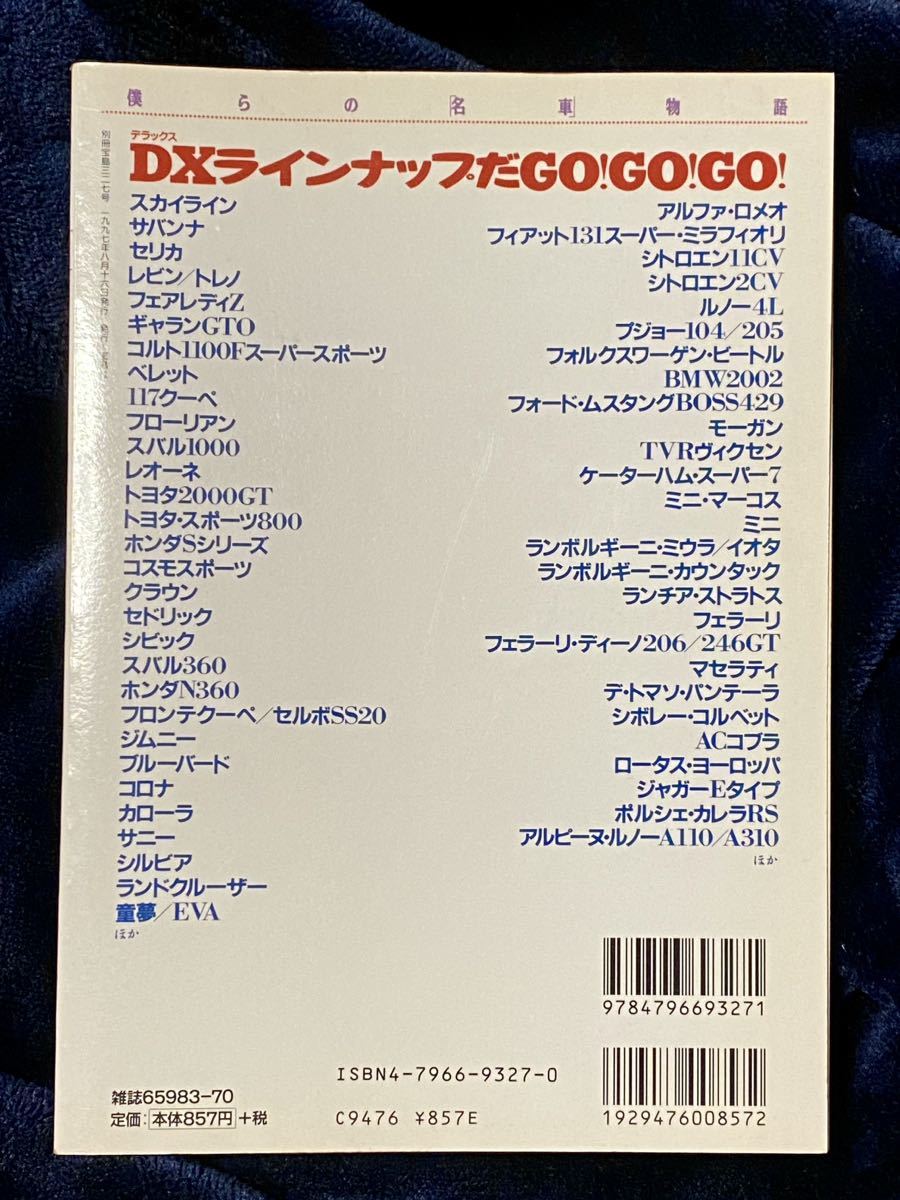 僕らの「名車」物語
デラックス
DXラインナップだGO!GO!GO!
別冊宝島三二七号 一九九七年八月十六日発行
スカイライン
サバンナ
セリカ
レビン/トレノ
フェアレディZ
ギャランGTO
コルト1100Fスーパースポーツ
ベレット
117クーペ
フローリアン
スバル1000
レオーネ
トヨタ2000GT
トヨタ・スポーツ800
ホンダSシリーズ
コスモスポーツ
クラウン
セドリック
シビック
スバル360
ホンダN360
フロンテクーペ/セルボSS20
ジムニー
ブルーバード
コロナ
カローラ
サニー
シルビア
ランドクルーザー
童夢/EVA
ほか
アルファ・ロメオ
フィアット131スーパー・ミラフィオリ
シトロエン11CV
シトロエン2CV
ルノー4L
プジョー104/205
フォルクスワーゲン・ビートル
BMW2002
フォード・ムスタングBOSS429
モーガン
TVRヴィクセン
ケーターハム・スーパー7
ミニ・マーコス
ミニ
ランボルギーニ・ミウラ/イオタ
ランボルギーニ・カウンタック
ランチア・ストラトス
フェラーリ
フェラーリ・ディーノ206/246GT
マセラティ
デ・トマソ・パンテーラ
シボレー・コルベット
ACコブラ
ロータス・ヨーロッパ
ジャガーEタイプ
ポルシェ・カレラRS
アルピーヌ・ルノーA110/A310
ほか
9784796693271
ISBN4-7966-9327-0
雑誌65983-70
定価:本体857円+税
C9476 ¥857E
1929476008572